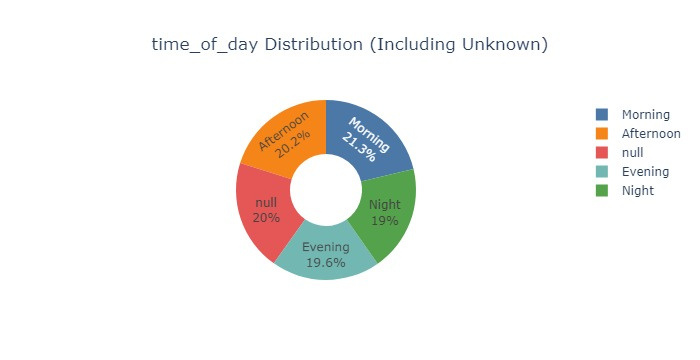 time_of_day Distribution (Including Unknown)
Morning
21.3%
Afternoon
20.2%
null
20%
Evening
19.6%
Night
19%
Morning
Afternoon
null
Evening
Night